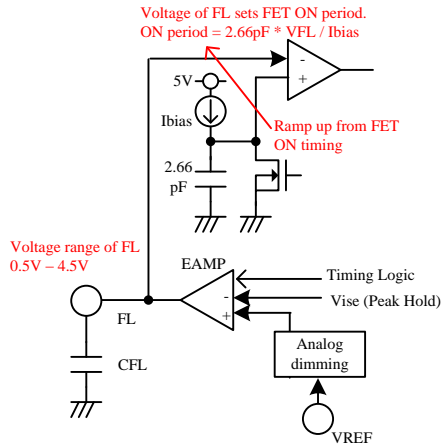 Voltage of FL sets FET ON period.
ON period = 2.66pF * VFL / Ibias
-
+
5V
Ibias
Ramp up from FET
ON timing
2.66
pF
Voltage range of FL
0.5V – 4.5V
EAMP
Timing Logic
-
Vise (Peak Hold)
+
FL
Analog
dimming
CFL
VREF